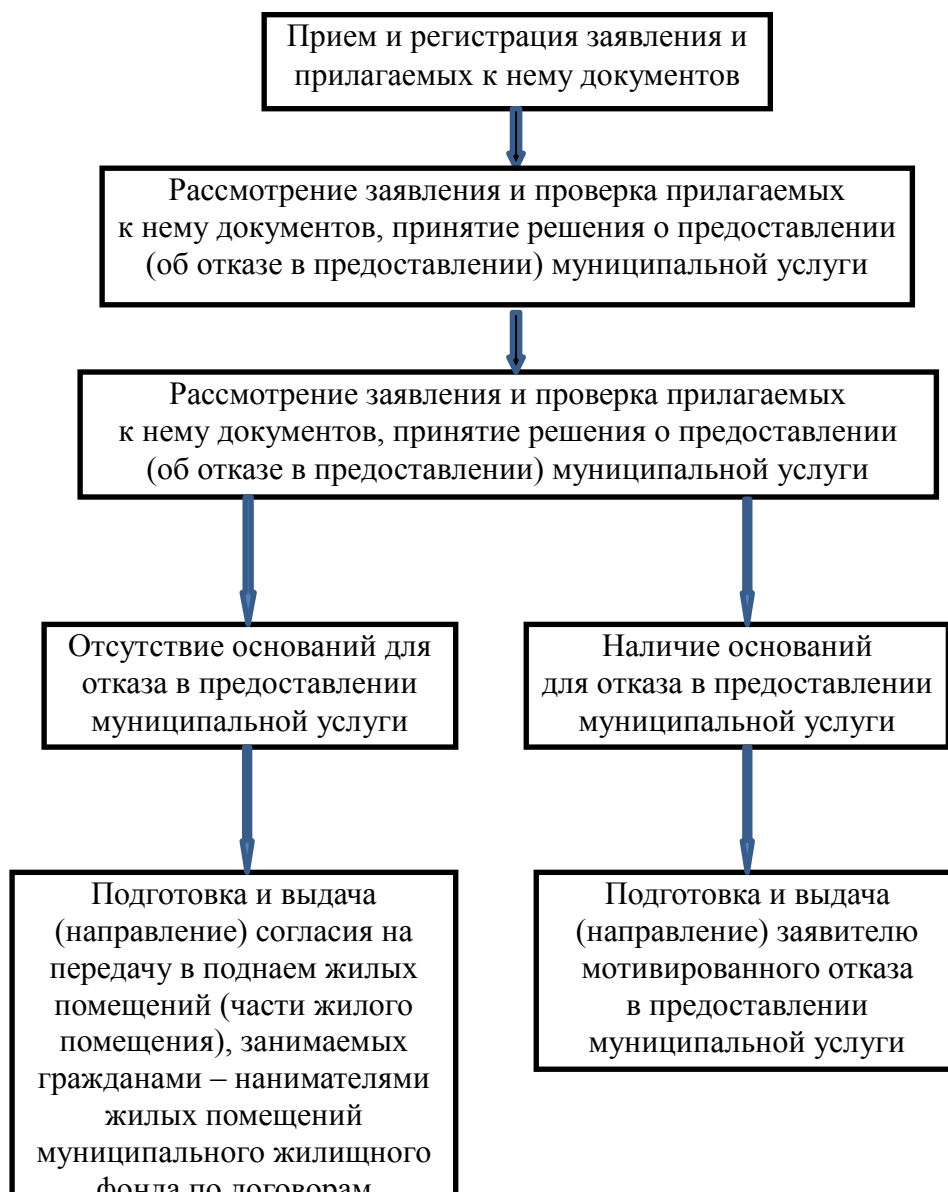 Прием и регистрация заявления и
прилагаемых к нему документов
Рассмотрение заявления и проверка прилагаемых
к нему документов, принятие решения о предоставлении
(об отказе в предоставлении) муниципальной услуги
Рассмотрение заявления и проверка прилагаемых
к нему документов, принятие решения о предоставлении
(об отказе в предоставлении) муниципальной услуги
Отсутствие оснований для
отказа в предоставлении
муниципальной услуги
Наличие оснований
для отказа в предоставлении
муниципальной услуги
Подготовка и выдача
(направление) согласия на
передачу в поднаем жилых
помещений (части жилого
помещения), занимаемых
гражданами – нанимателями
жилых помещений
муниципального жилищного
фонда по договорам
Подготовка и выдача
(направление) заявителю
мотивированного отказа
в предоставлении
муниципальной услуги